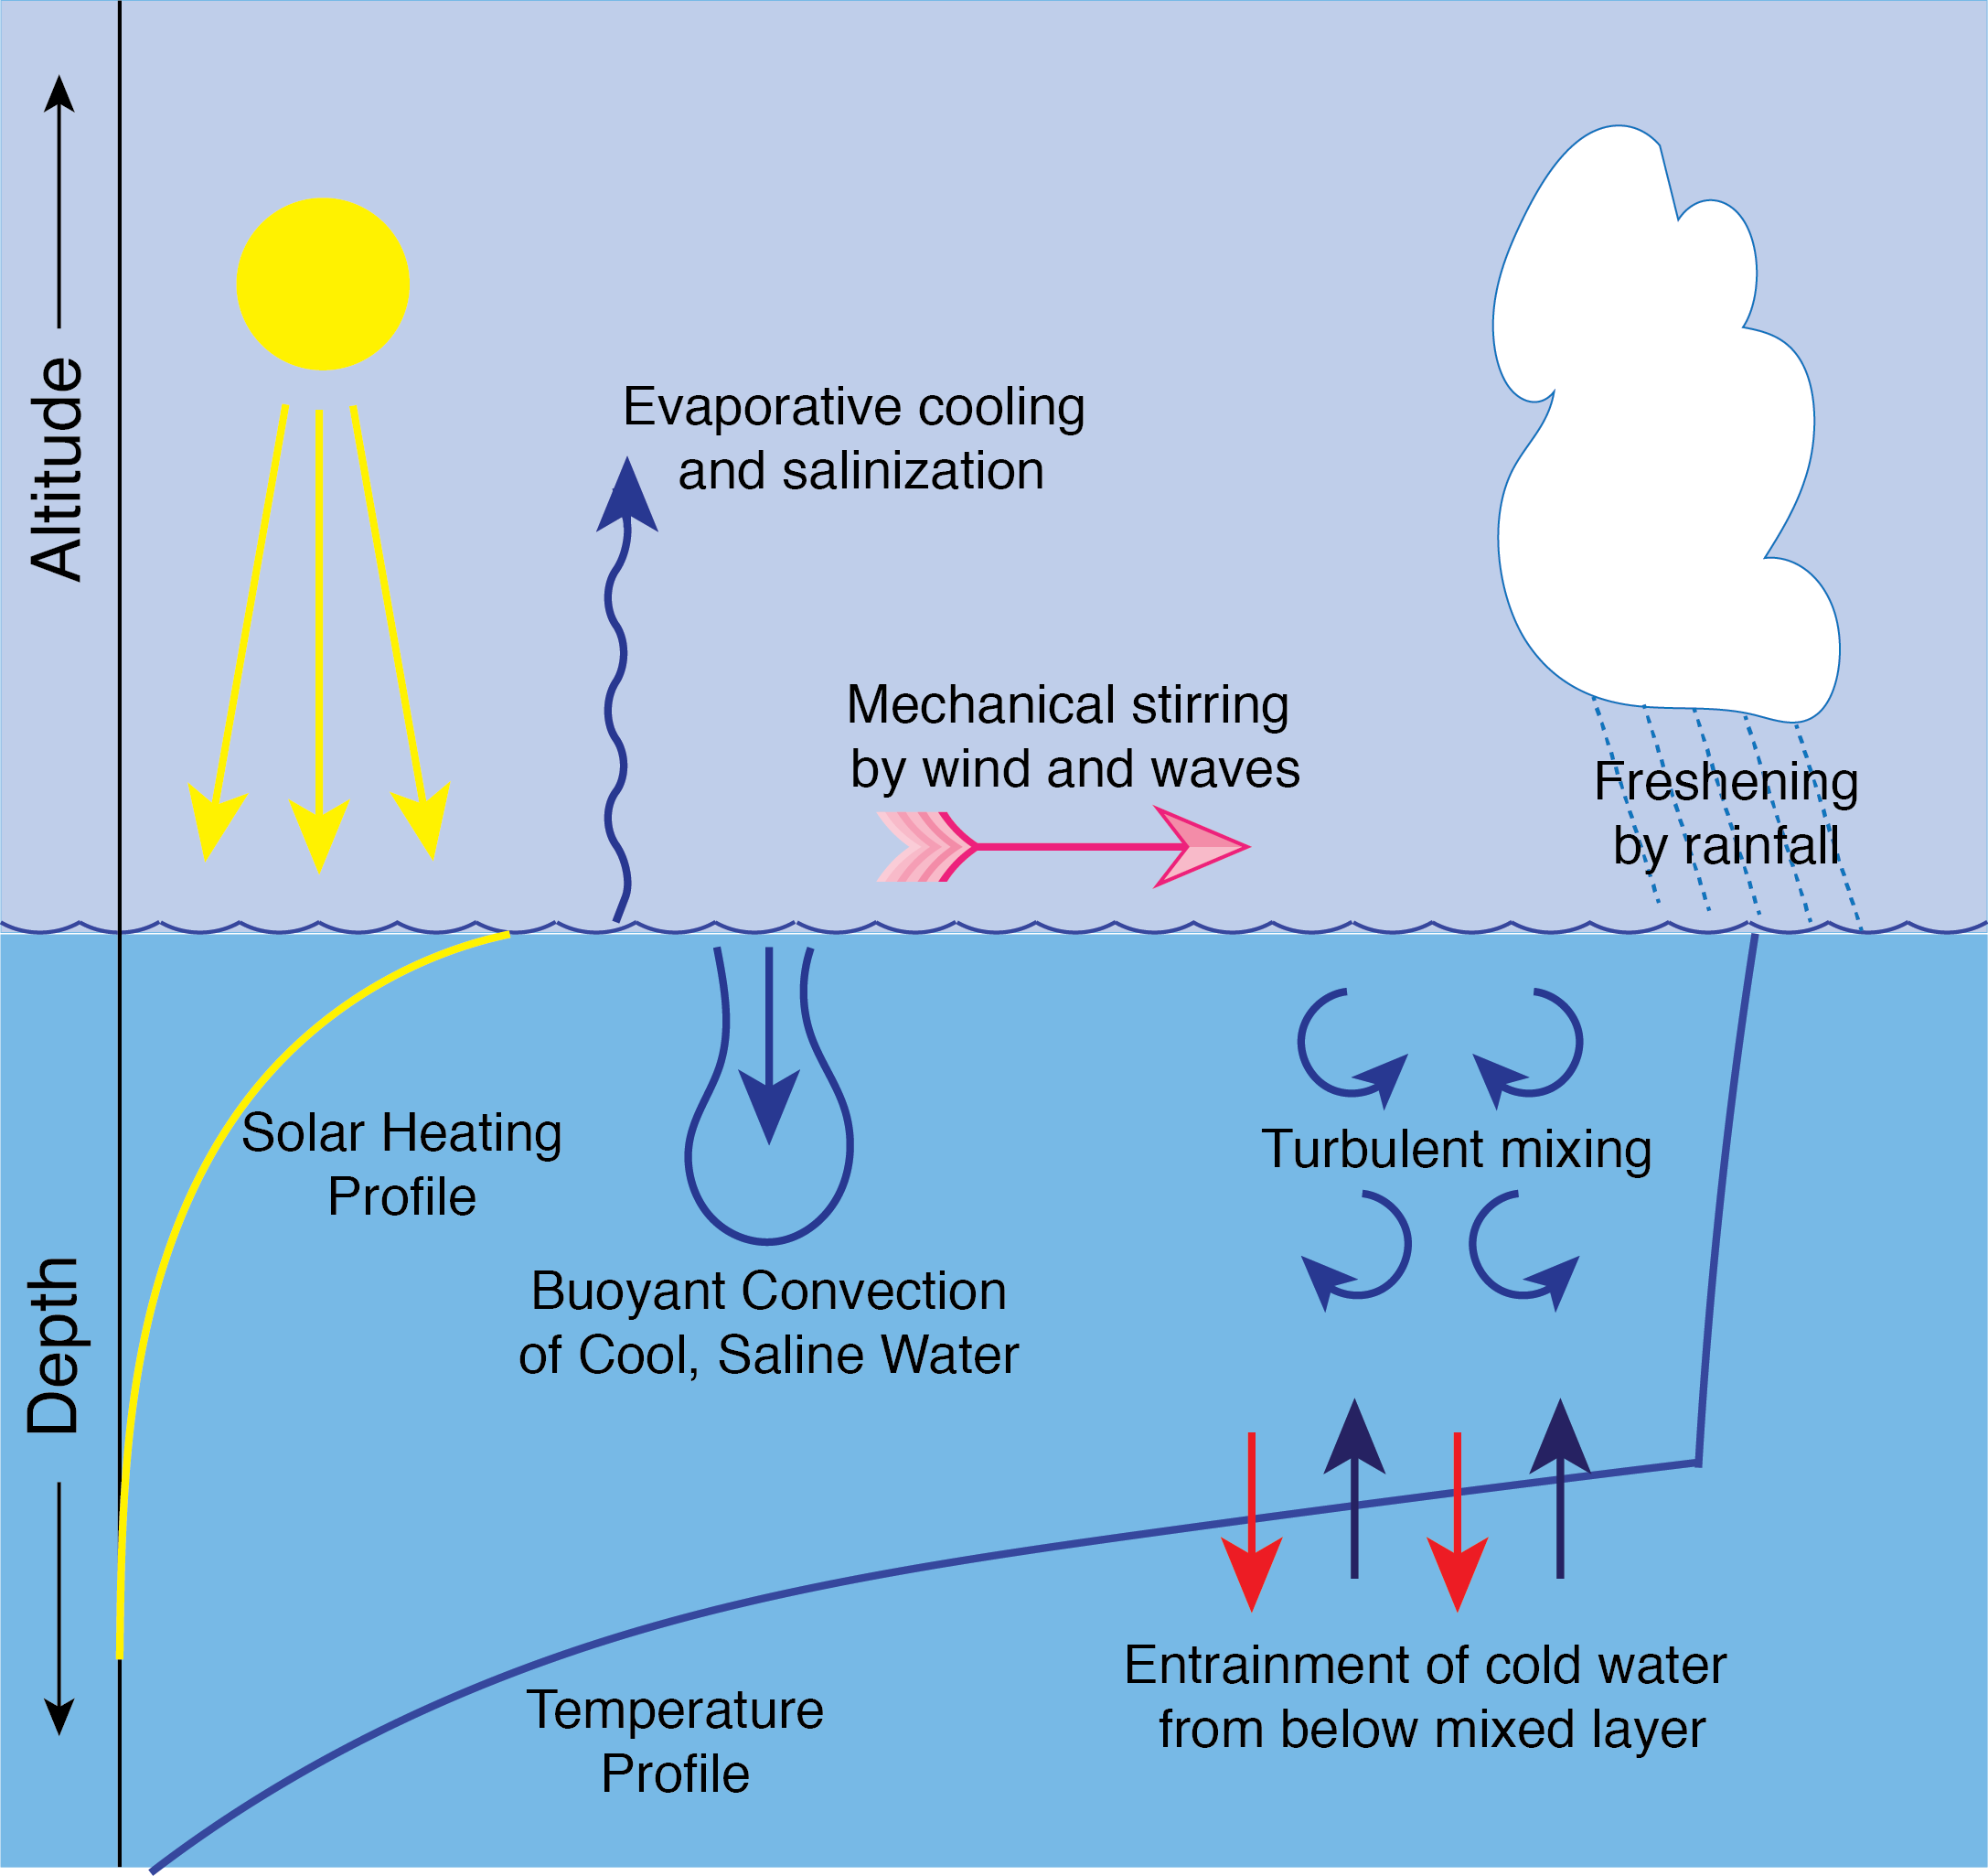 Altitude
Evaporative cooling
and salinization
Mechanical stirring
by wind and waves
Freshening
by rainfall
Depth
Solar Heating
Profile
Buoyant Convection
of Cool, Saline Water
Turbulent mixing
Entrainment of cold water
from below mixed layer
Temperature
Profile